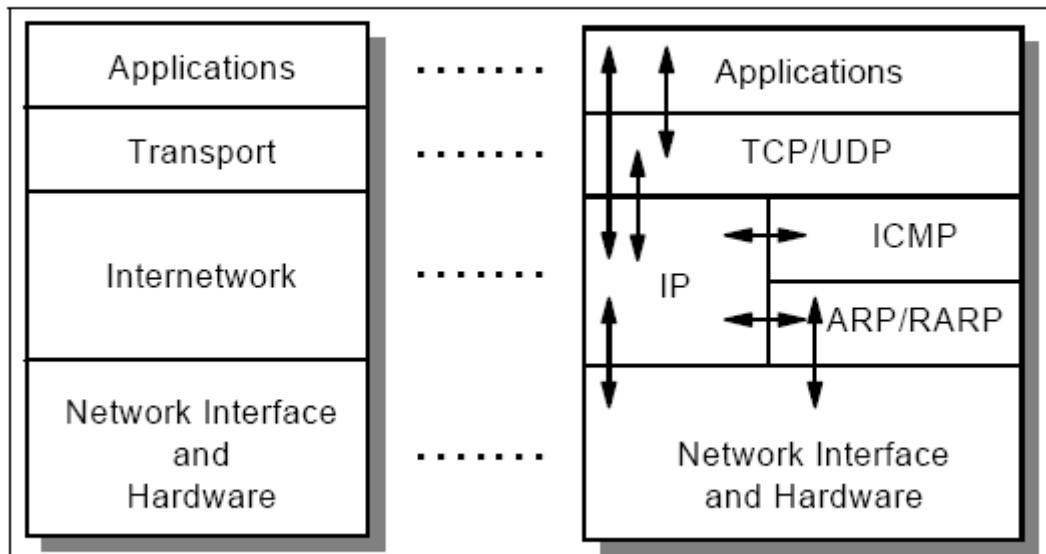 Applications
Transport
Internetwork
Network Interface
and
Hardware
Applications
TCP/UDP
IP
ICMP
ARP/RARP
Network Interface
and Hardware